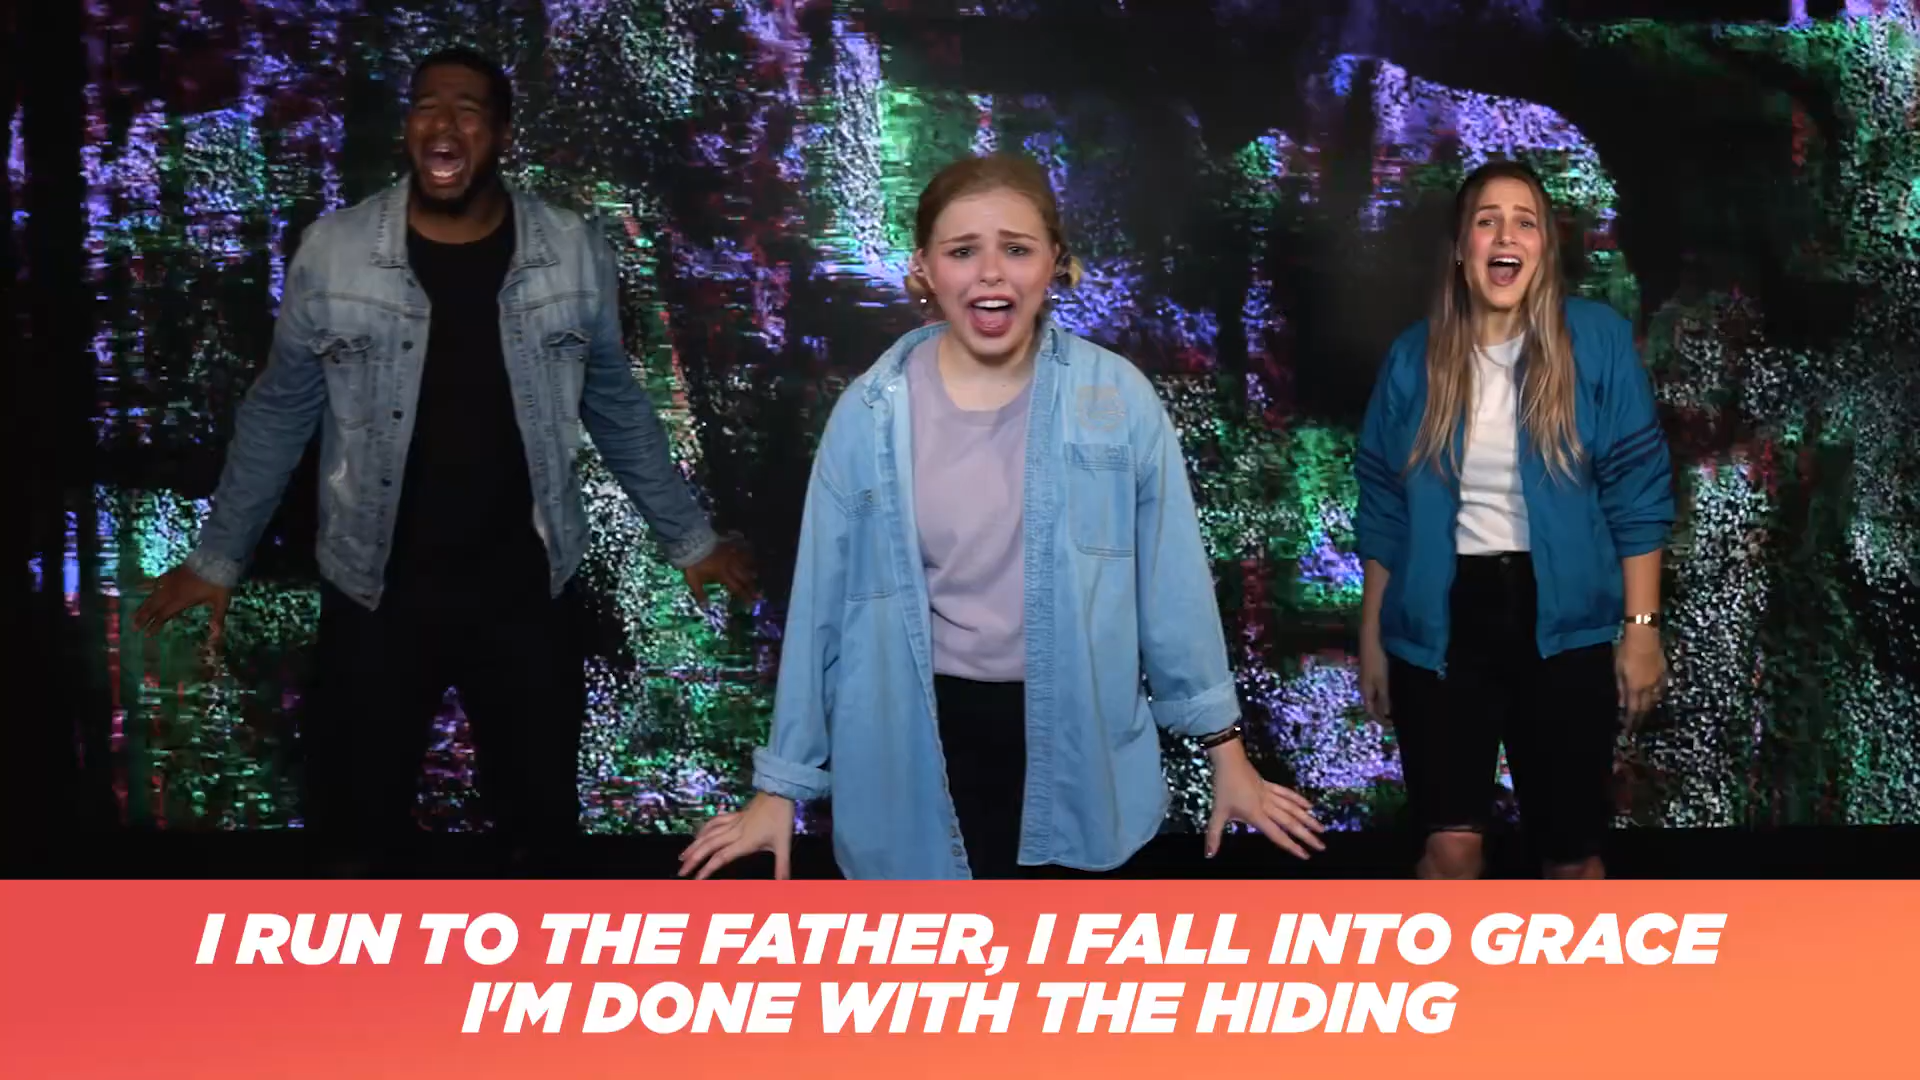 I RUN TO THE FATHER, I FALL INTO GRACE
I'M DONE WITH THE HIDING